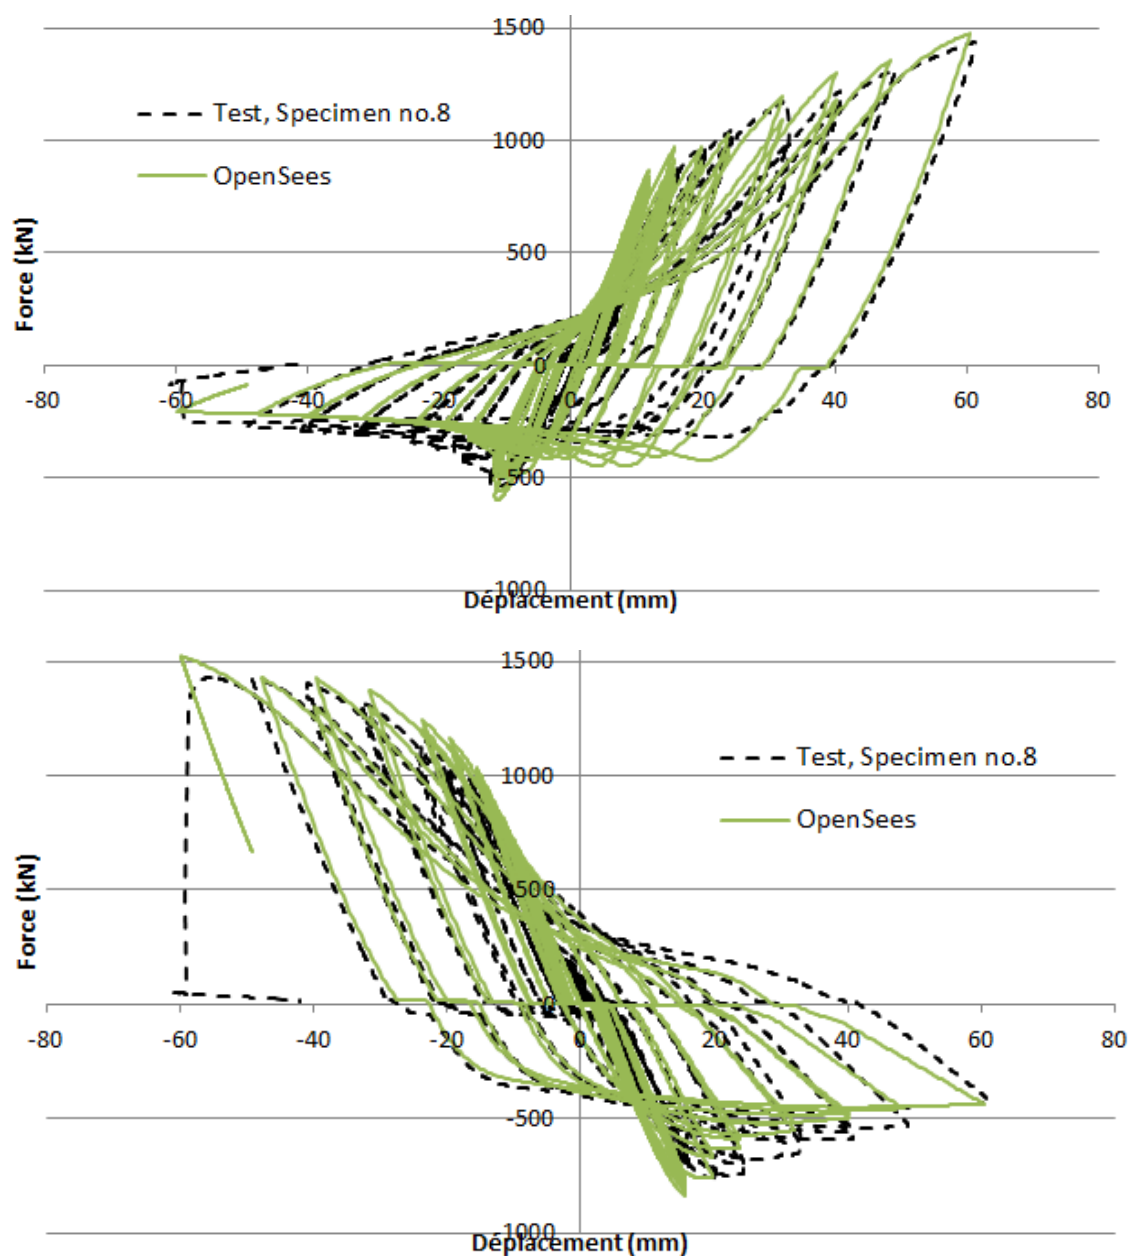 1500
Test, Specimen no.8
1000
OpenSees
500
Force (kN)
0
-80 -60 -40 -20 0 20 40 60 80
-500
-1000
Déplacement (mm)
1500
Test, Specimen no.8
1000
OpenSees
500
Force (kN)
0
-80 -60 -40 -20 0 20 40 60 80
-500
-1000
Déplacement (mm)